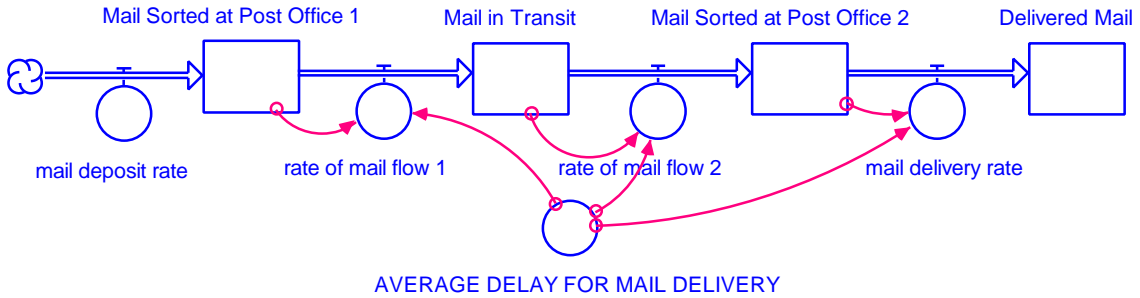 Mail Sorted at Post Office 1
Mail in Transit
Mail Sorted at Post Office 2
Delivered Mail
mail deposit rate
rate of mail flow 1
rate of mail flow 2
mail delivery rate
AVERAGE DELAY FOR MAIL DELIVERY